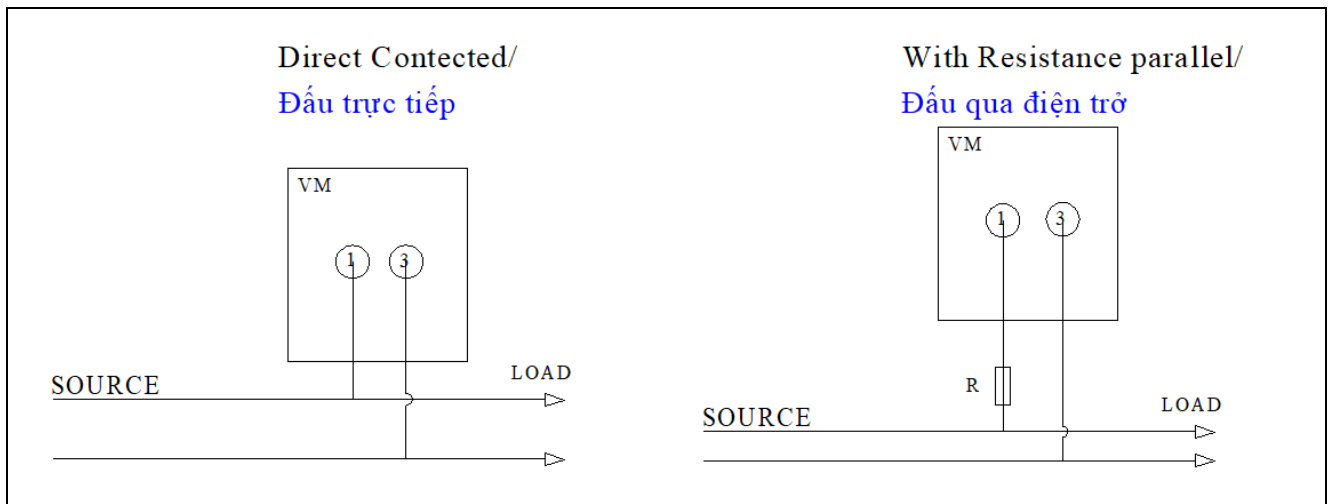 Direct Contected/
Đấu trực tiếp
VM
1 3
SOURCE
LOAD
With Resistance parallel/
Đấu qua điện trở
VM
1 3
R
SOURCE
LOAD